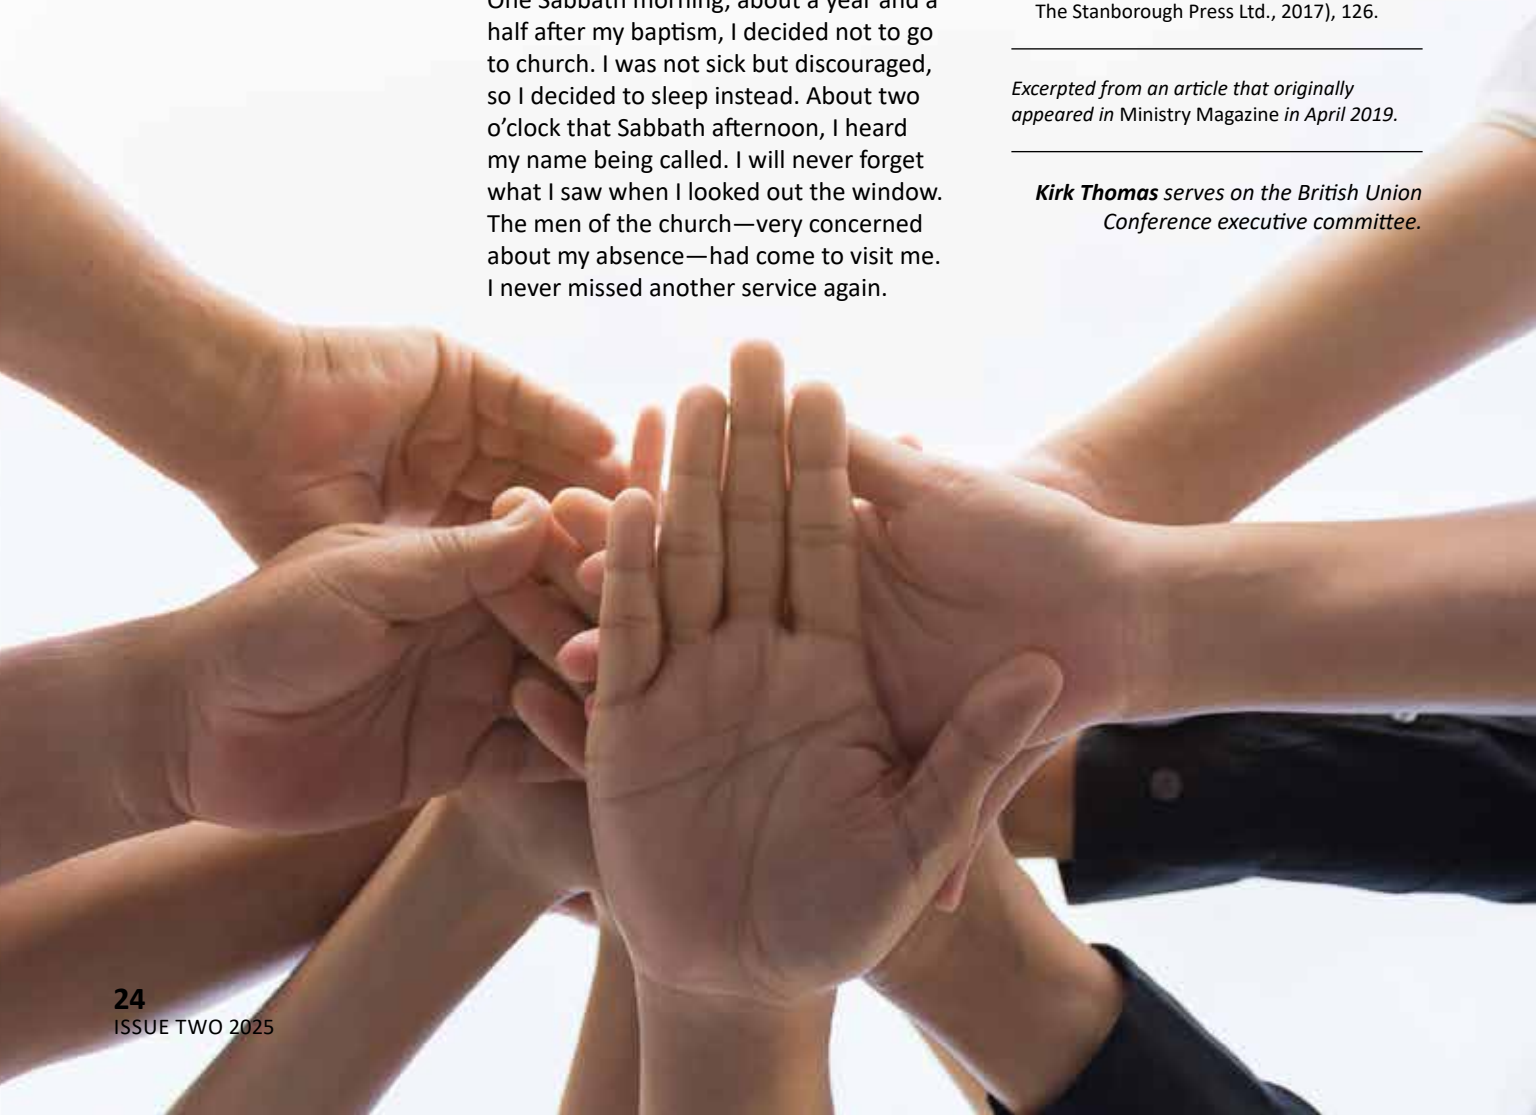 One Sabbath morning, about a year and a
half after my baptism, I decided not to go
to church. I was not sick but discouraged,
so I decided to sleep instead. About two
o’clock that Sabbath afternoon, I heard
my name being called. I will never forget
what I saw when I looked out the window.
The men of the church—very concerned
about my absence—had come to visit me.
I never missed another service again.
The Stanborough Press Ltd., 2017), 126.
Excerpted from an article that originally
appeared in Ministry Magazine in April 2019.
Kirk Thomas serves on the British Union
Conference executive committee.
24
ISSUE TWO 2025